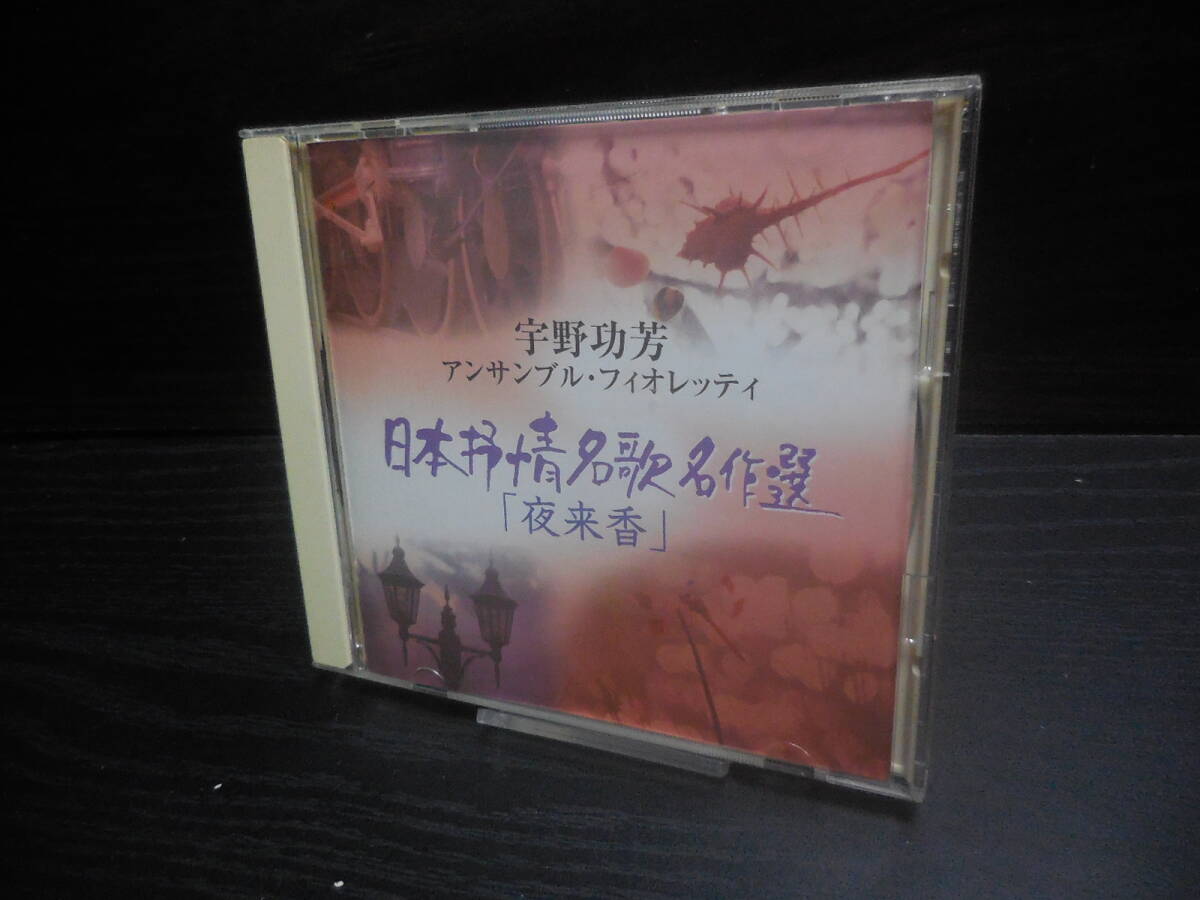 宇野功芳
アンサンブル・フィオレッティ
日本抒情名歌名作選
「夜来香」